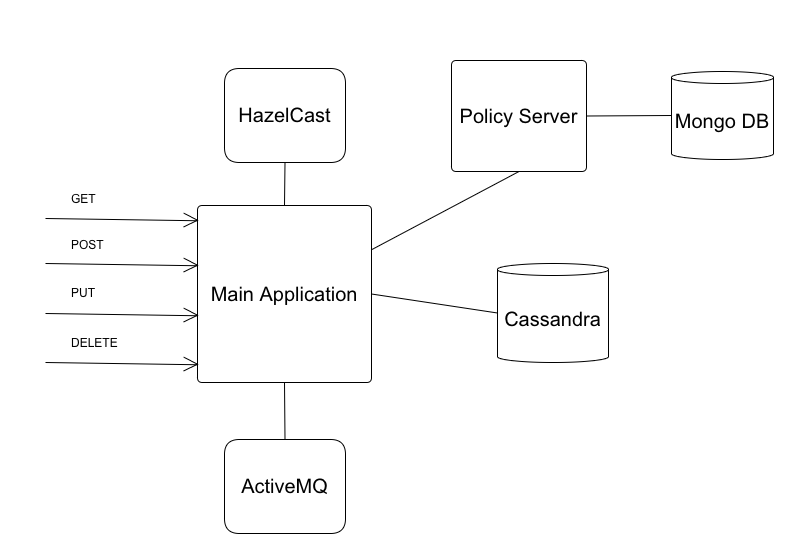 HazelCast
Policy Server
Mongo DB
GET
POST
PUT
DELETE
Main Application
Cassandra
ActiveMQ